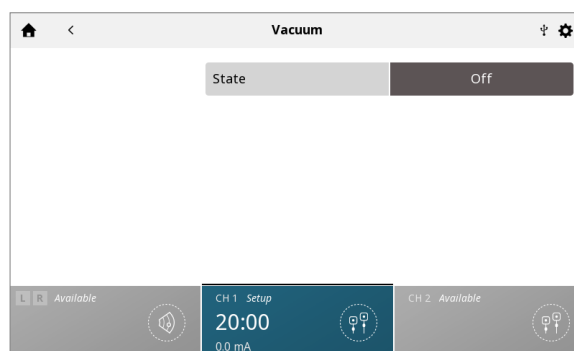 Vacuum
State Off
L R Available
CH 1 Setup
20:00
0.0 mA
CH 2 Available